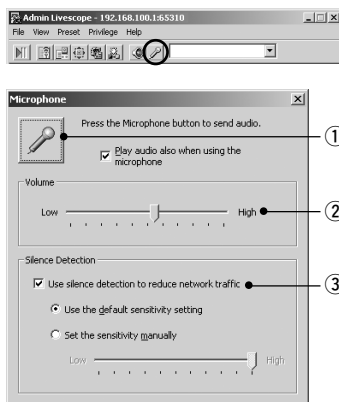 Admin Livescope - 192.168.100.1:65310
File View Preset Privilege Help
Microphone
Press the Microphone button to send audio.
①
Play audio also when using the
microphone
Volume
Low High
②
Silence Detection
Use silence detection to reduce network traffic
③
Use the default sensitivity setting
Set the sensitivity manually
Low High